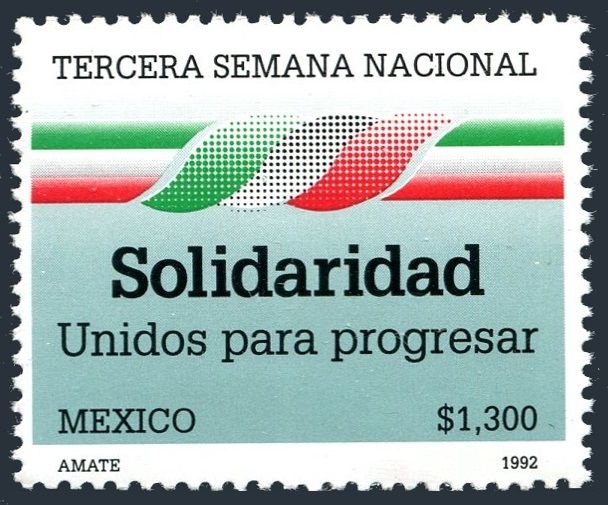 TERCERA SEMANA NACIONAL
Solidaridad
Unidos para progresar
MEXICO $1,300
AMATE 1992